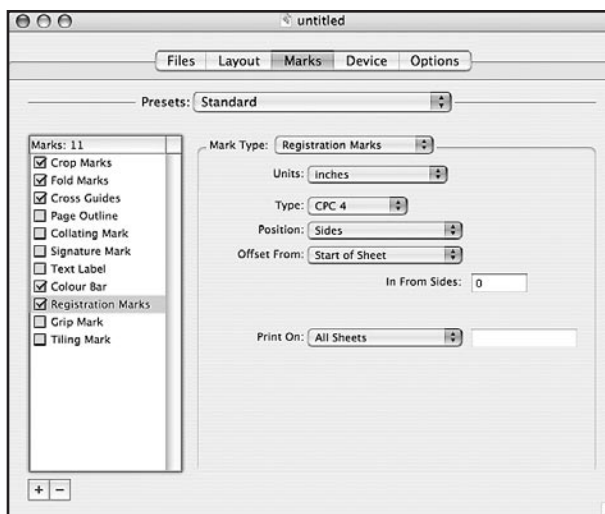 untitled
Files Layout Marks Device Options
Presets: Standard
Marks: 11
Crop Marks
Fold Marks
Cross Guides
Page Outline
Collating Mark
Signature Mark
Text Label
Colour Bar
Registration Marks
Grip Mark
Tiling Mark
Mark Type: Registration Marks
Units: inches
Type: CPC 4
Position: Sides
Offset From: Start of Sheet
In From Sides: 0
Print On: All Sheets
+ −